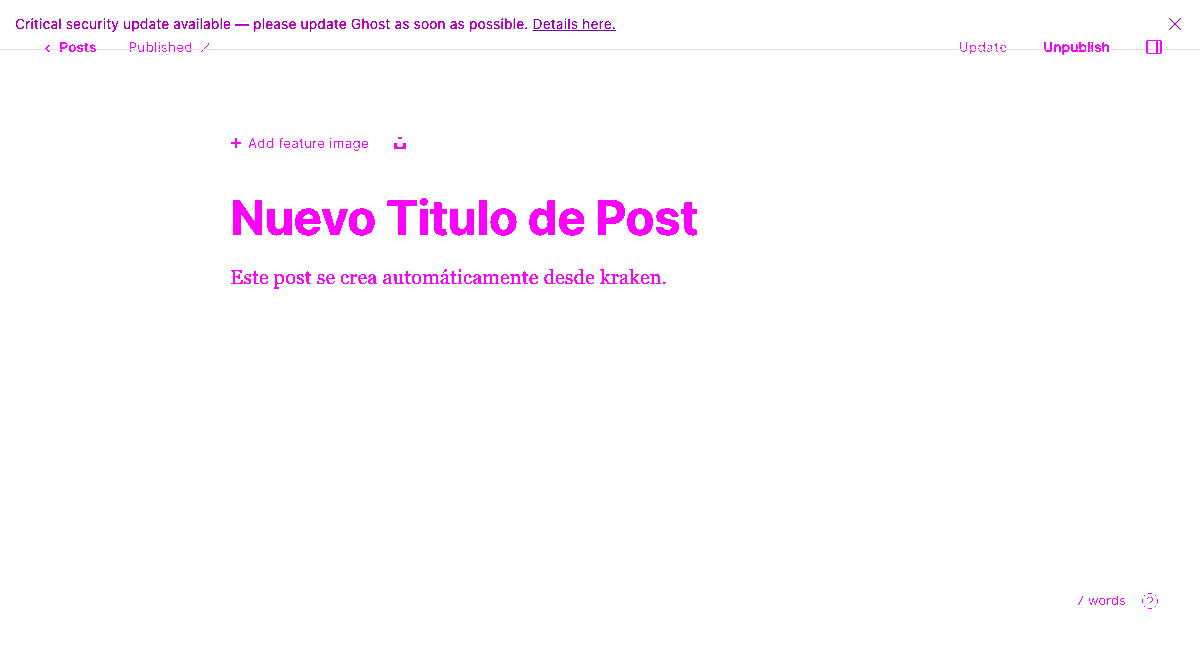 Critical security update available — please update Ghost as soon as possible. Details here.
Posts Published Update Unpublish
Add feature image
Nuevo Titulo de Post
Este post se crea automáticamente desde kraken.
words